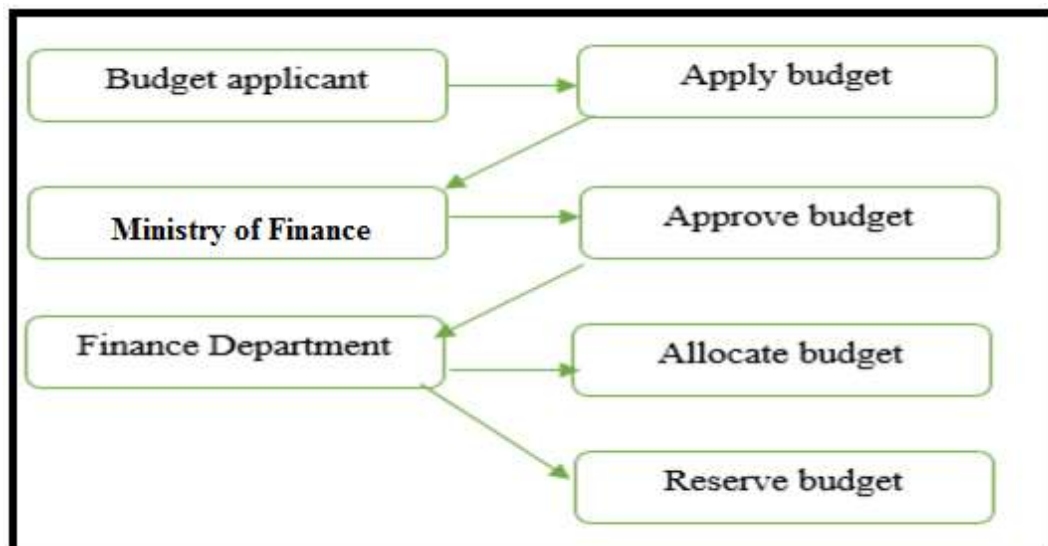 Budget applicant
Apply budget
Ministry of Finance
Approve budget
Finance Department
Allocate budget
Reserve budget